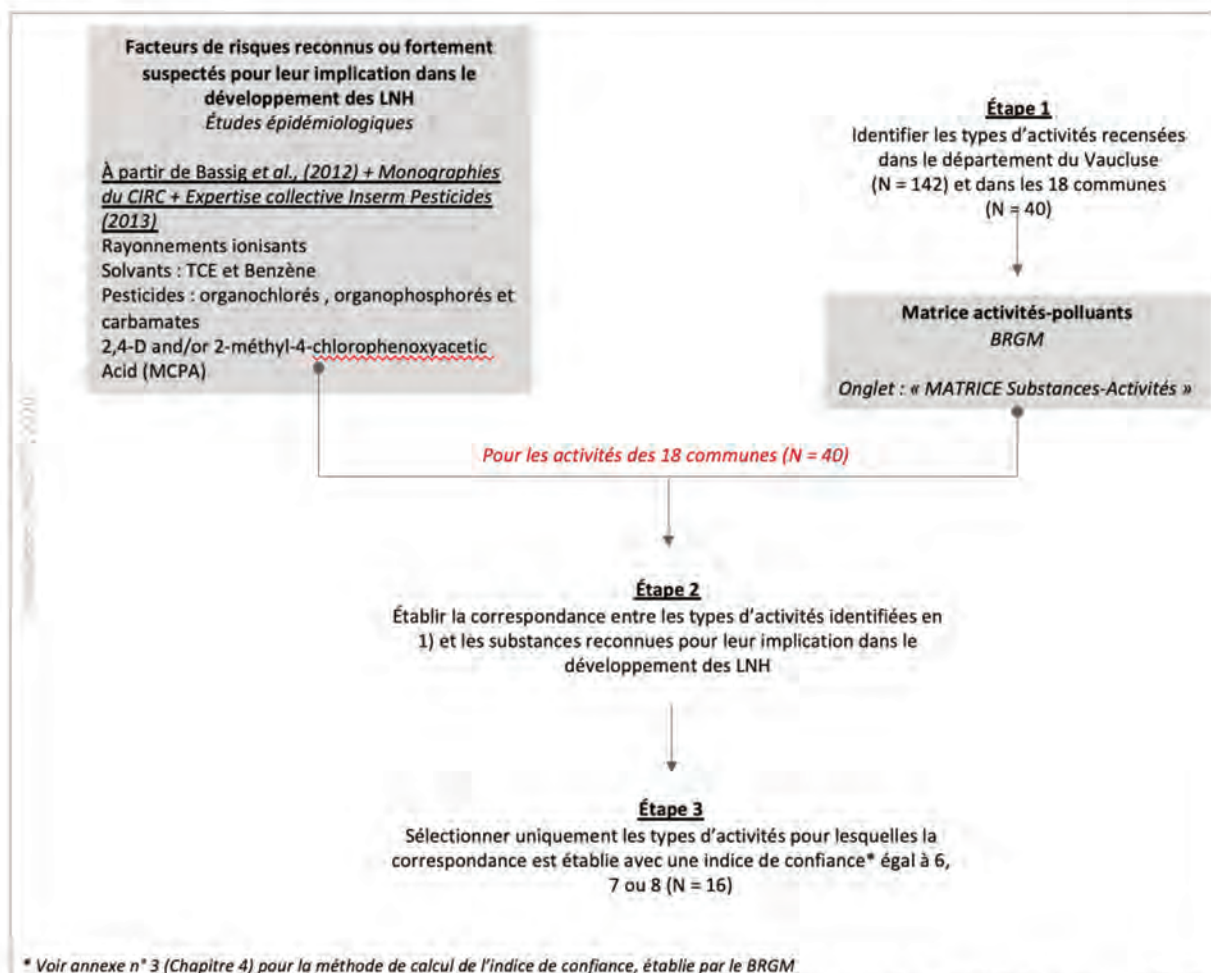 Facteurs de risques reconnus ou fortement
suspectés pour leur implication dans le
développement des LNH
Études épidémiologiques
À partir de Bassig et al., (2012) + Monographies
du CIRC + Expertise collective Inserm Pesticides
(2013)
Rayonnements ionisants
Solvants : TCE et Benzène
Pesticides : organochlorés , organophosphorés et
carbamates
2,4-D and/or 2-méthyl-4-chlorophenoxyacetic
Acid (MCPA)
Étape 1
Identifier les types d'activités recensées
dans le département du Vaucluse
(N = 142) et dans les 18 communes
(N = 40)
Matrice activités-polluants
BRGM
Onglet : « MATRICE Substances-Activités »
Pour les activités des 18 communes (N = 40)
Étape 2
Établir la correspondance entre les types d'activités identifiées en
1) et les substances reconnues pour leur implication dans le
développement des LNH
Étape 3
Sélectionner uniquement les types d'activités pour lesquelles la
correspondance est établie avec une indice de confiance* égal à 6,
7 ou 8 (N = 16)
* Voir annexe n° 3 (Chapitre 4) pour la méthode de calcul de l'indice de confiance, établie par le BRGM